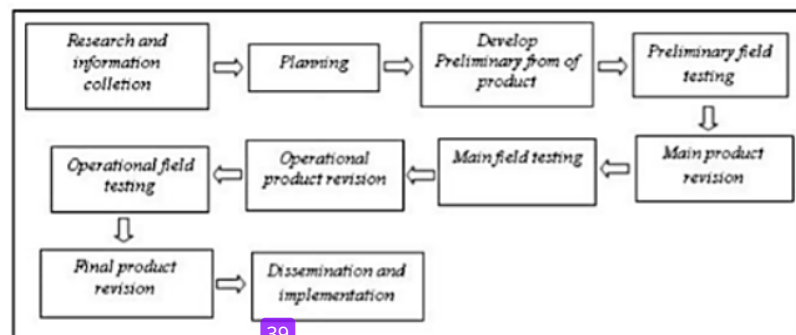 Research and
information
colletion
Planning
Develop
Preliminary from of
product
Preliminary field
testing
Main product
revision
Main field testing
Operational
product revision
Operational field
testing
Final product
revision
Dissemination and
implementation
39